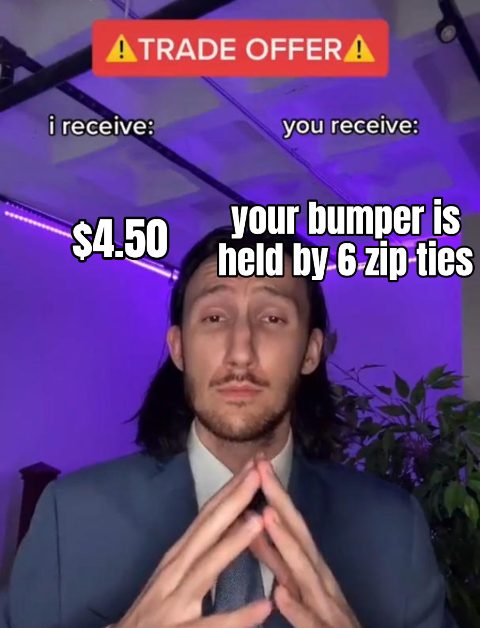 ⚠TRADE OFFER⚠
i receive:
you receive:
$4.50
your bumper is
held by 6 zip ties